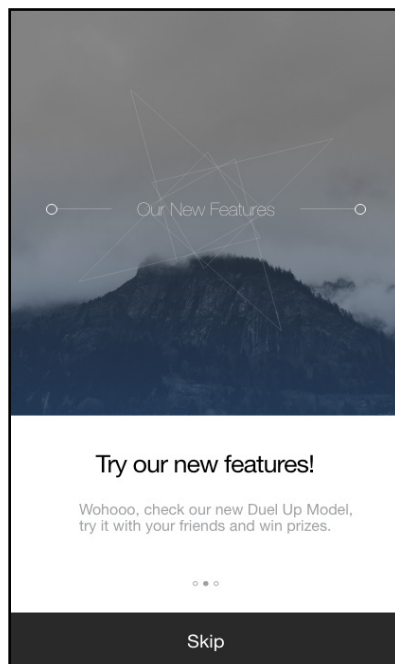 Our New Features
Try our new features!
Wohooo, check our new Duel Up Model,
try it with your friends and win prizes.
Skip